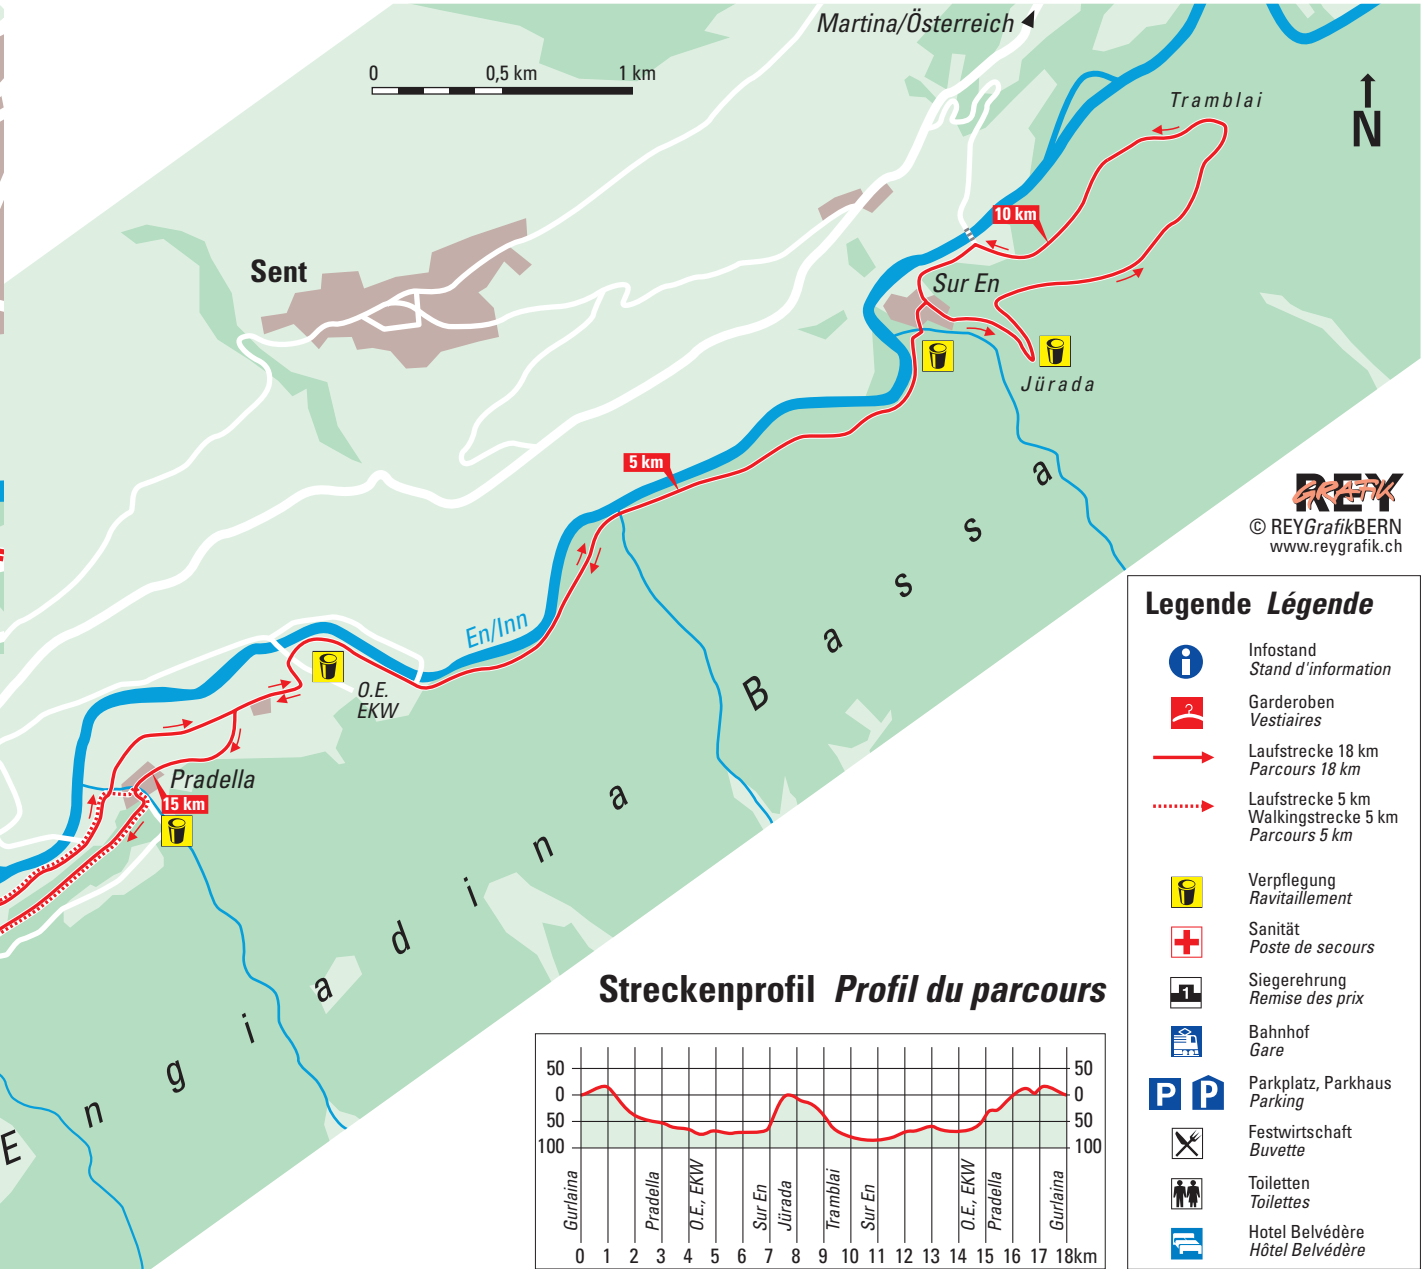 Martina/Österreich
0 0,5 km 1 km
N
Tramblai
10 km
Sent
Sur En
Jürada
5 km
En/Inn
O.E.
EKW
Pradella
15 km
Engiadina Bassa
REY
GRAFIK
© REYGrafikBERN
www.reygrafik.ch
Legende Légende
Infostand
Stand d'information
Garderoben
Vestiaires
Laufstrecke 18 km
Parcours 18 km
Laufstrecke 5 km
Walkingstrecke 5 km
Parcours 5 km
Verpflegung
Ravitaillement
Sanität
Poste de secours
1
Siegerehrung
Remise des prix
Bahnhof
Gare
P P
Parkplatz, Parkhaus
Parking
Festwirtschaft
Buvette
Toiletten
Toilettes
Hotel Belvédère
Hôtel Belvédère
Streckenprofil Profil du parcours
50 50
0 0
50 50
100 100
Gurlaina Pradella O.E., EKW Sur En Jürada Tramblai Sur En O.E., EKW Pradella Gurlaina
0 1 2 3 4 5 6 7 8 9 10 11 12 13 14 15 16 17 18km